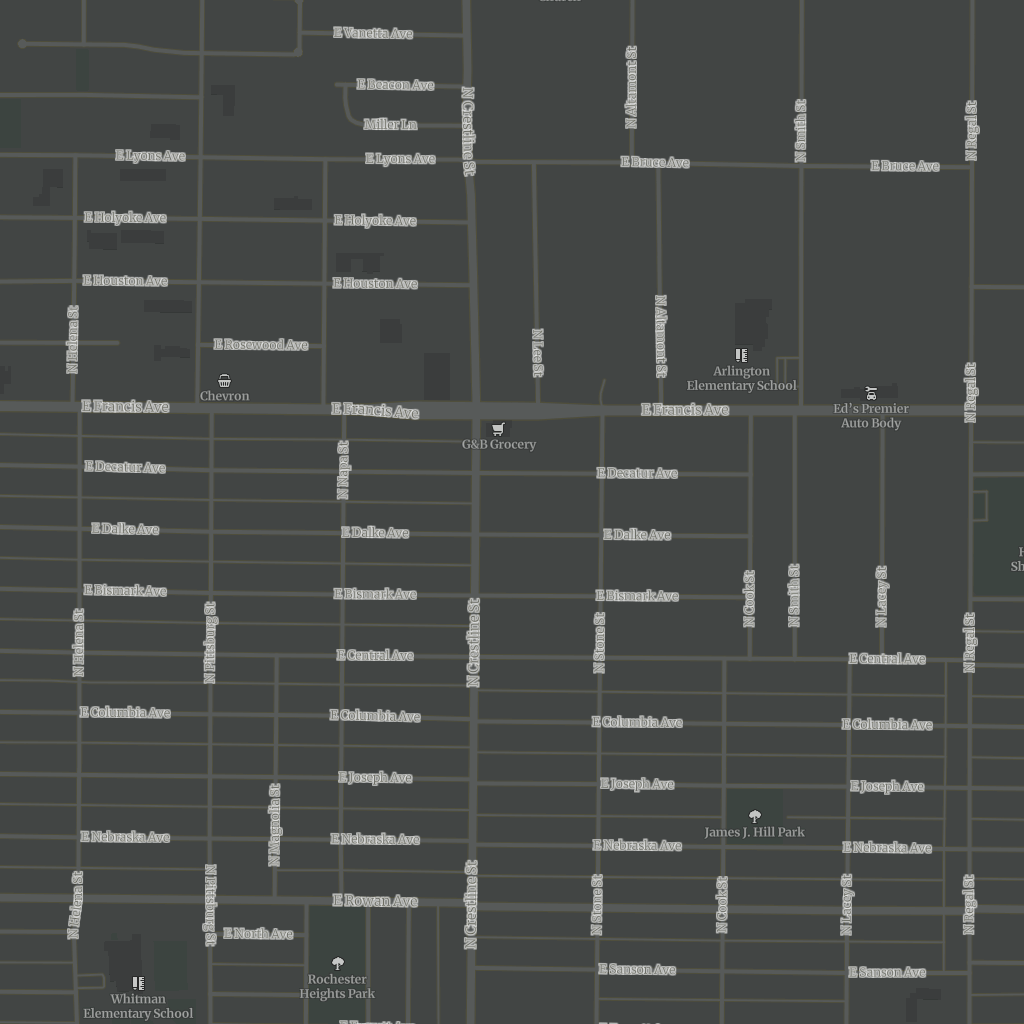 E Vanetta Ave
E Beacon Ave
N Crestline St
N Altamont St
N Smith St
N Regal St
Miller Ln
E Lyons Ave
E Lyons Ave
E Bruce Ave
E Bruce Ave
E Holyoke Ave
E Holyoke Ave
E Houston Ave
E Houston Ave
N Helena St
E Rosewood Ave
N Lee St
N Altamont St
Arlington
Elementary School
Chevron
N Regal St
E Francis Ave
E Francis Ave
E Francis Ave
Ed's Premier
Auto Body
G&B Grocery
E Decatur Ave
N Napa St
E Decatur Ave
E Dalke Ave
E Dalke Ave
E Dalke Ave
E Bismark Ave
E Bismark Ave
E Bismark Ave
N Cook St
N Smith St
N Lacey St
N Helena St
N Pittsburg St
N Crestline St
N Stone St
N Regal St
E Central Ave
E Central Ave
E Columbia Ave
E Columbia Ave
E Columbia Ave
E Columbia Ave
E Joseph Ave
E Joseph Ave
E Joseph Ave
N Magnolia St
James J. Hill Park
E Nebraska Ave
E Nebraska Ave
E Nebraska Ave
E Nebraska Ave
N Helena St
N Pittsburg St
E Rowan Ave
N Crestline St
N Stone St
N Cook St
N Lacey St
N Regal St
E North Ave
E Sanson Ave
E Sanson Ave
Rochester
Heights Park
Whitman
Elementary School